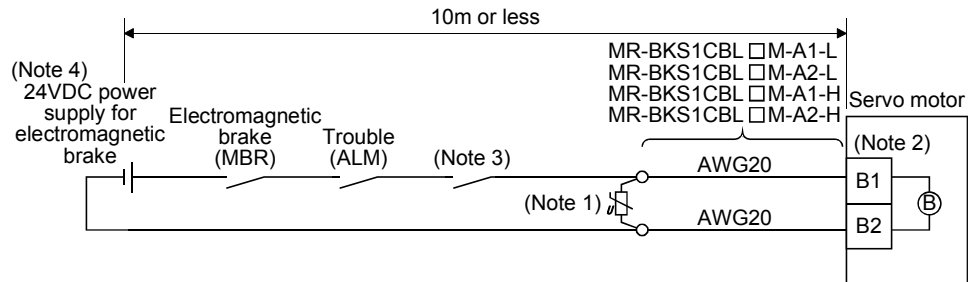 10m or less
MR-BKS1CBL □M-A1-L
MR-BKS1CBL □M-A2-L
MR-BKS1CBL □M-A1-H
MR-BKS1CBL □M-A2-H
(Note 4)
24VDC power
supply for
electromagnetic
brake
Electromagnetic
brake
(MBR)
Trouble
(ALM)
(Note 3)
Servo motor
(Note 2)
AWG20
B1
(Note 1)
U
B
AWG20
B2